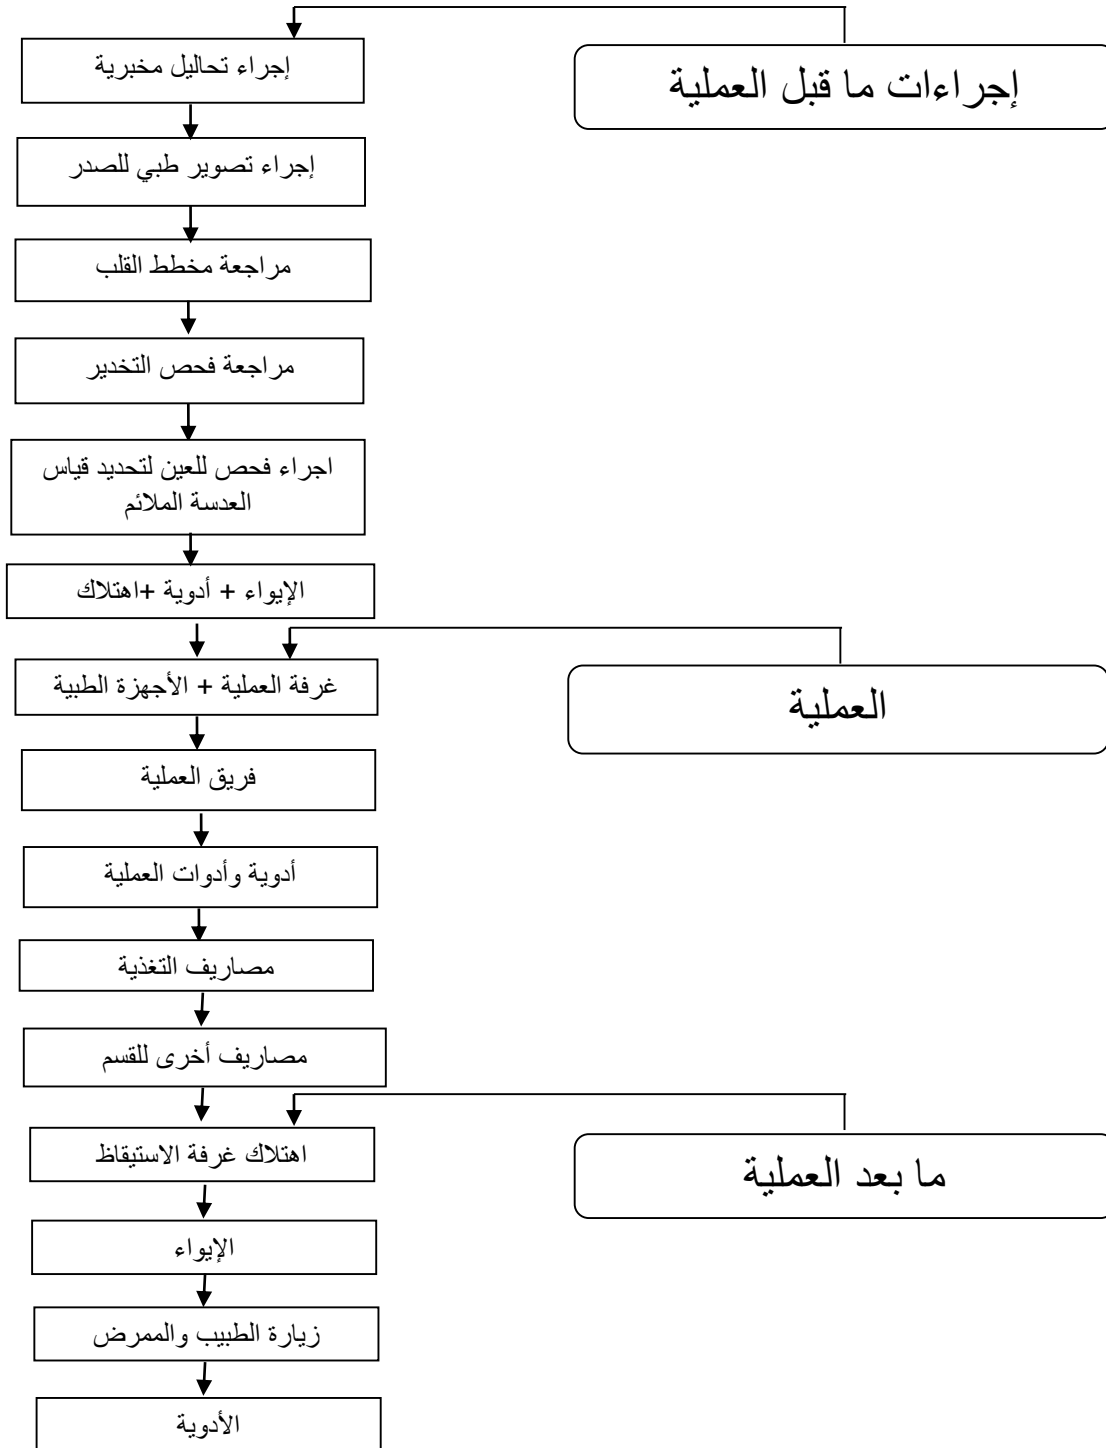 إجراءات ما قبل العملية
إجراء تحاليل مخبرية
إجراء تصوير طبي للصدر
مراجعة مخطط القلب
مراجعة فحص التخدير
اجراء فحص للعين لتحديد قياس
العدسة الملائم
الإيواء + أدوية +اهتلاك
العملية
غرفة العملية + الأجهزة الطبية
فريق العملية
أدوية وأدوات العملية
مصاريف التغذية
مصاريف أخرى للقسم
ما بعد العملية
اهتلاك غرفة الاستيقاظ
الإيواء
زيارة الطبيب والممرض
الأدوية